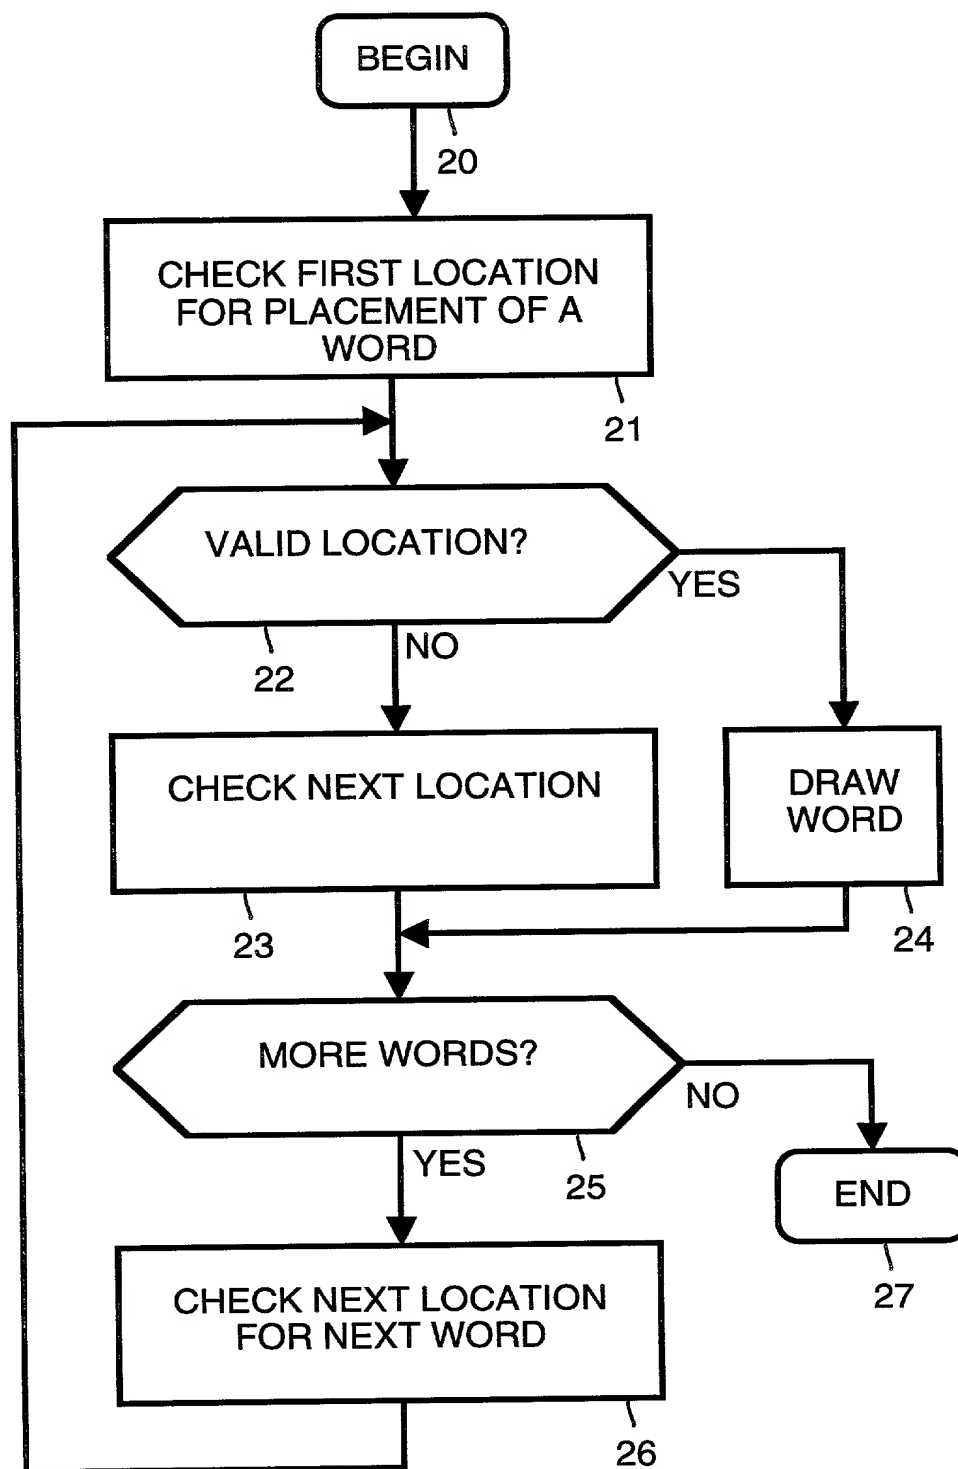 BEGIN
20
CHECK FIRST LOCATION
FOR PLACEMENT OF A
WORD
21
VALID LOCATION?
YES
22
NO
CHECK NEXT LOCATION
DRAW
WORD
23
24
MORE WORDS?
NO
YES
25
END
27
CHECK NEXT LOCATION
FOR NEXT WORD
26